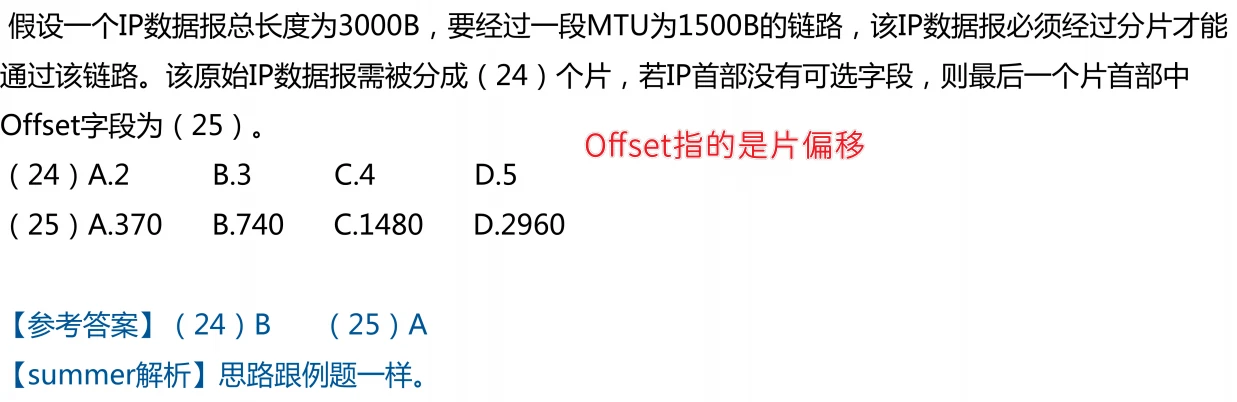 假设一个IP数据报总长度为3000B，要经过一段MTU为1500B的链路，该IP数据报必须经过分片才能
通过该链路。该原始IP数据报需被分成（24）个片，若IP首部没有可选字段，则最后一个片首部中
Offset字段为（25）。
Offset指的是片偏移
（24）A.2 B.3 C.4 D.5
（25）A.370 B.740 C.1480 D.2960
【参考答案】（24）B （25）A
【summer解析】思路跟例题一样。